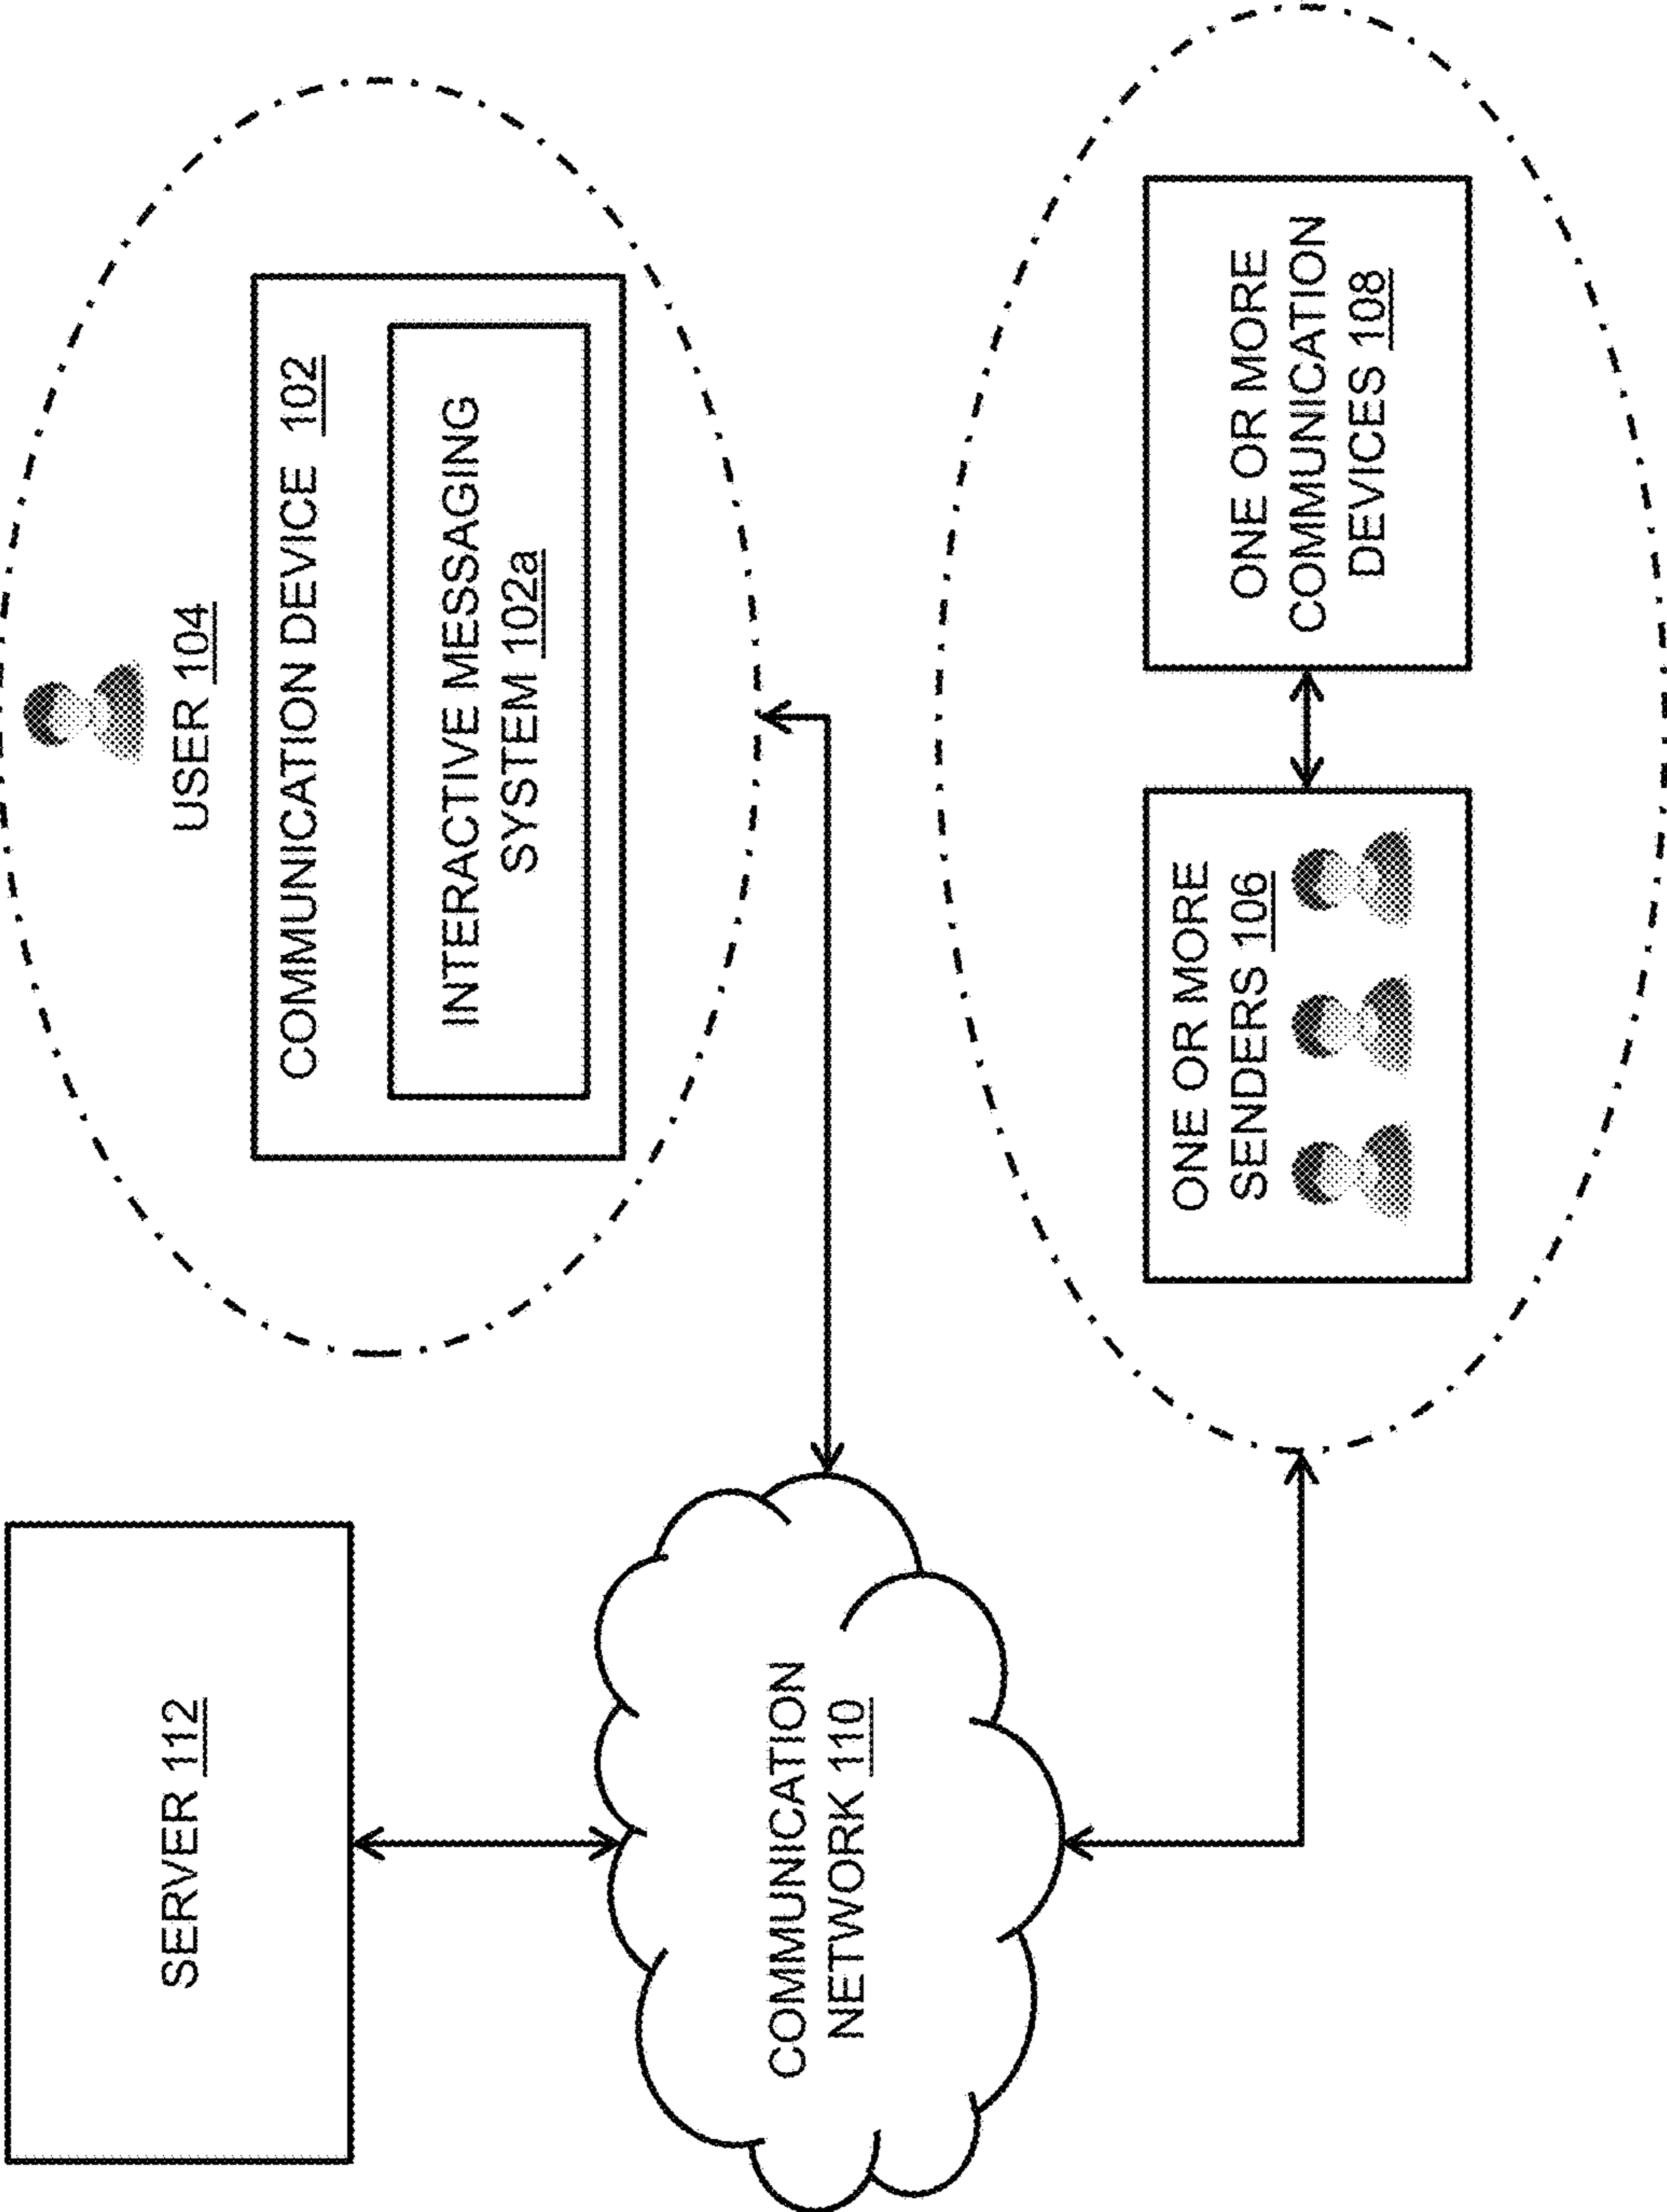 SERVER 112
COMMUNICATION
NETWORK 110
USER 104
COMMUNICATION DEVICE 102
INTERACTIVE MESSAGING
SYSTEM 102a
ONE OR MORE
SENDERS 106
ONE OR MORE
COMMUNICATION
DEVICES 108